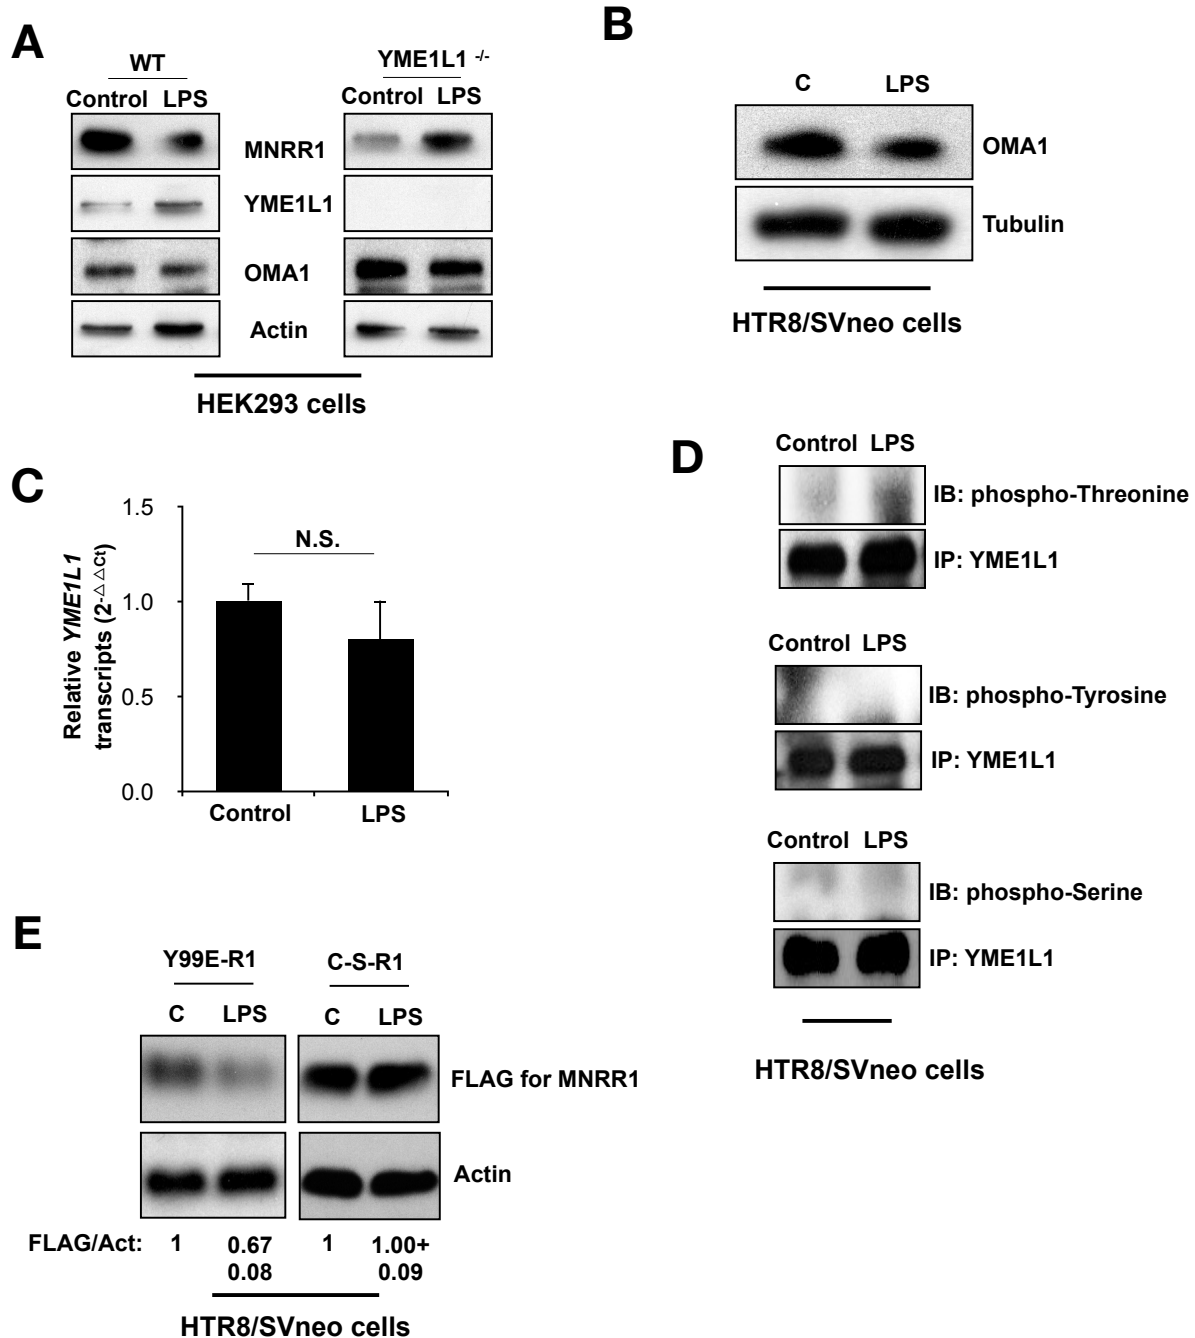 A
WT
YME1L1 -/-
Control LPS
Control LPS
MNRR1
YME1L1
OMA1
Actin
HEK293 cells
B
C LPS
OMA1
Tubulin
HTR8/SVneo cells
C
Relative YME1L1
transcripts (2-△△Ct)
1.5
1.0
0.5
0.0
N.S.
Control LPS
D
Control LPS
IB: phospho-Threonine
IP: YME1L1
Control LPS
IB: phospho-Tyrosine
IP: YME1L1
Control LPS
IB: phospho-Serine
IP: YME1L1
HTR8/SVneo cells
E
Y99E-R1 C-S-R1
C LPS C LPS
FLAG for MNRR1
Actin
FLAG/Act: 1 0.67 1 1.00+
0.08 0.09
HTR8/SVneo cells